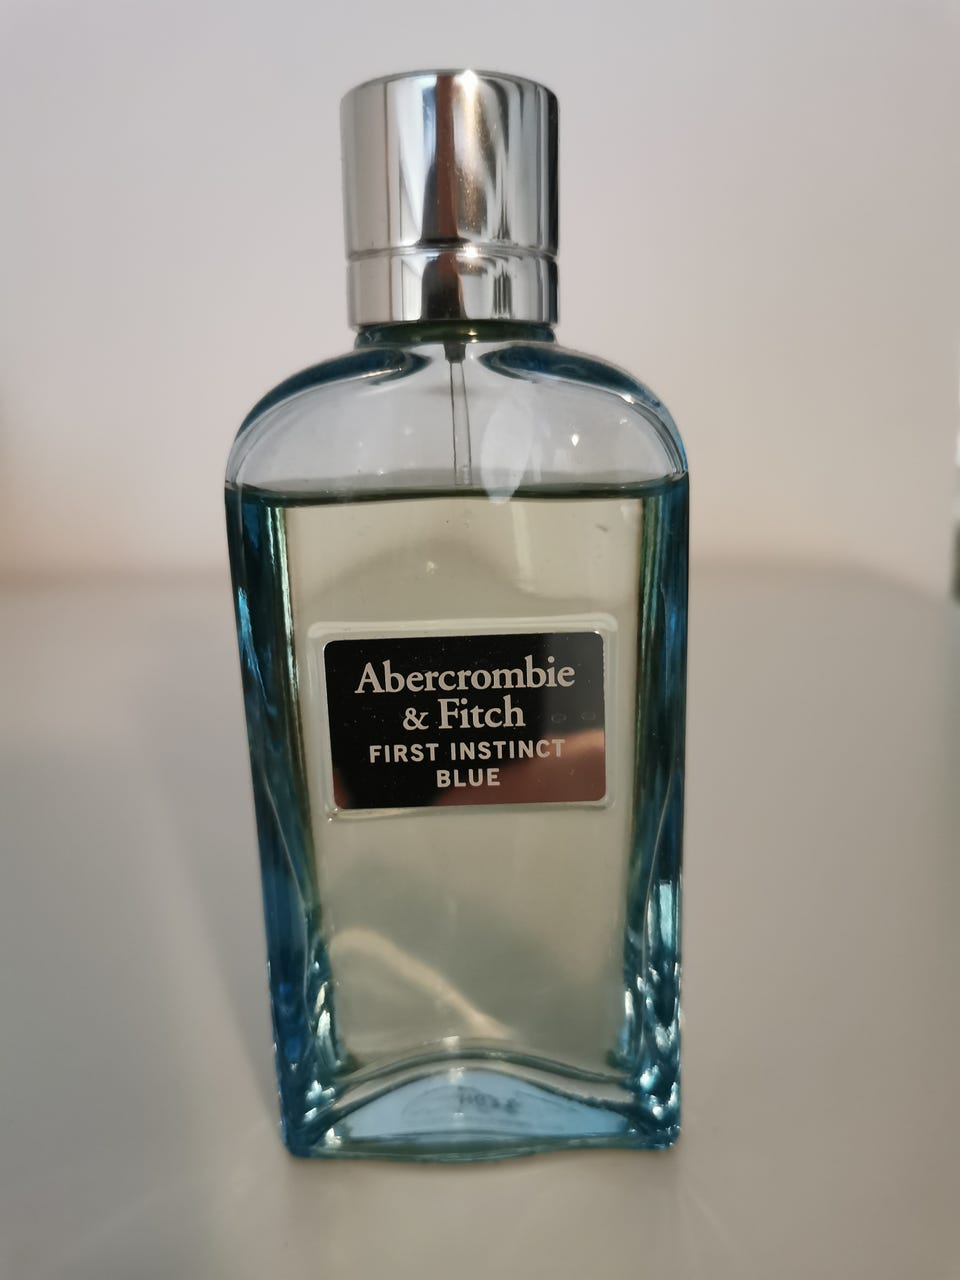 Abercrombie
& Fitch
FIRST INSTINCT
BLUE